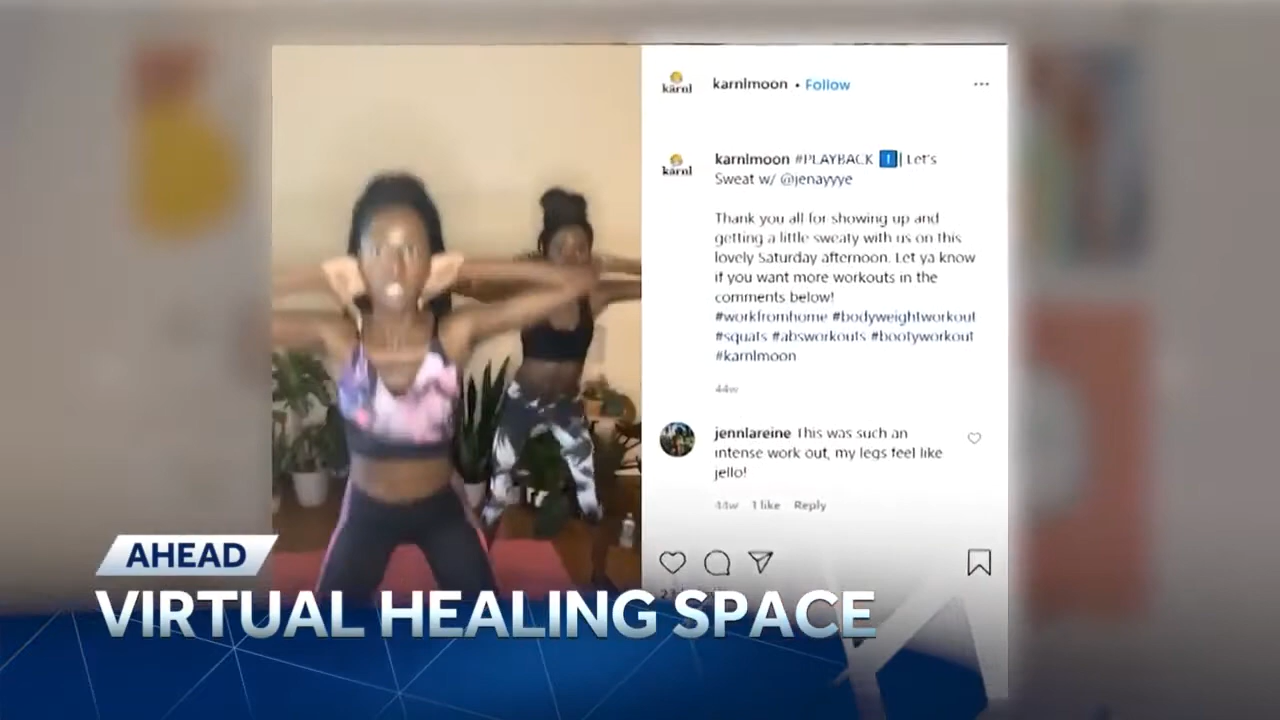 karnl
karnlmoon • Follow
karnl
karnlmoon #PLAYBACK | Let's
Sweat w/ @jenayyye
Thank you all for showing up and
getting a little sweaty with us on this
lovely Saturday afternoon. Let ya know
if you want more workouts in the
comments below!
#workfromhome #bodyweightworkout
#squats #absworkouts #bootyworkout
#karnlmoon
44w
jennlareine This was such an
intense work out, my legs feel like
jello!
44w 1 like Reply
AHEAD
VIRTUAL HEALING SPACE